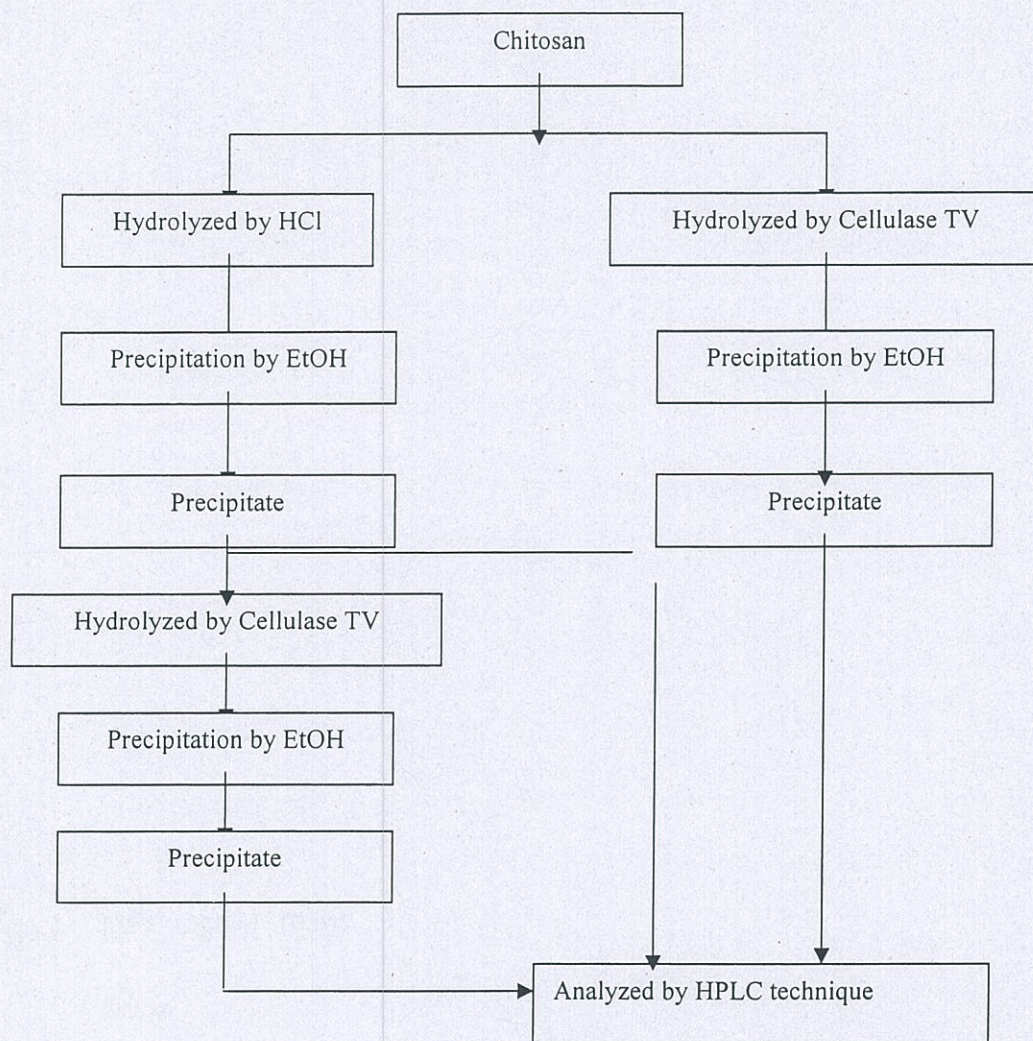 Chitosan
Hydrolyzed by HCl
Hydrolyzed by Cellulase TV
Precipitation by EtOH
Precipitation by EtOH
Precipitate
Precipitate
Hydrolyzed by Cellulase TV
Precipitation by EtOH
Precipitate
Analyzed by HPLC technique